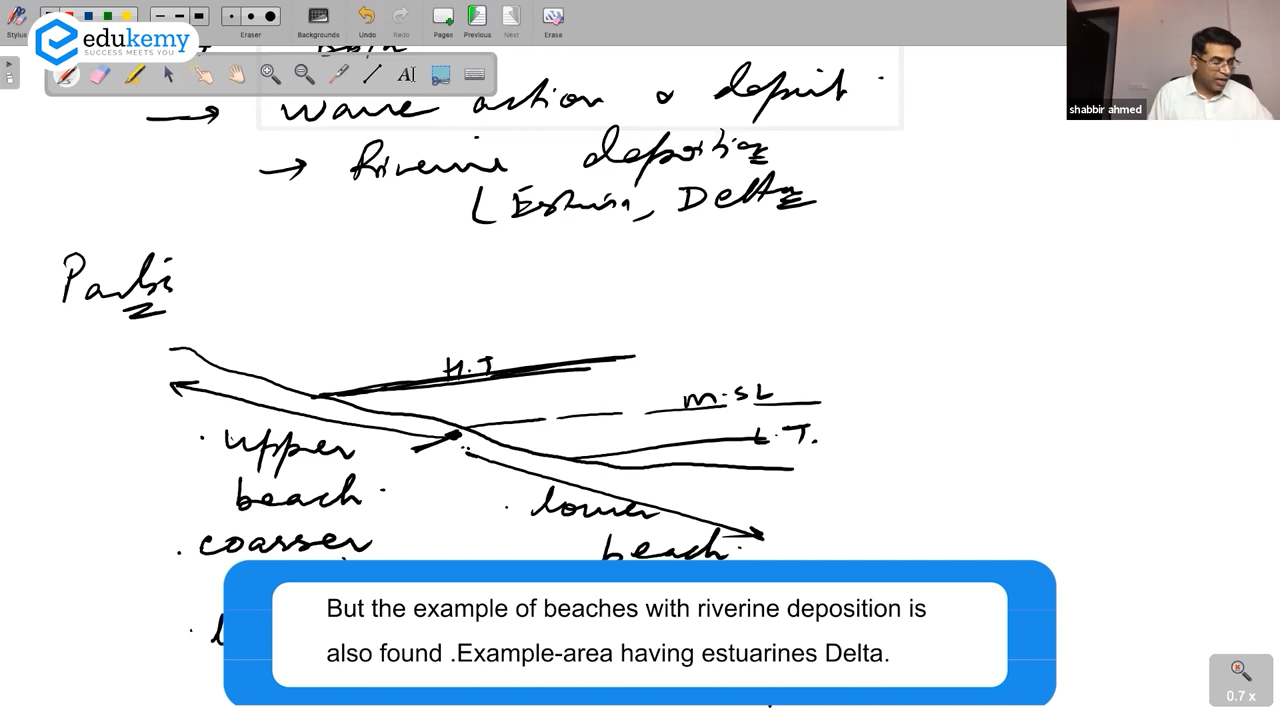 Stylus
Eraser
Backgrounds
Undo
Redo
Pages
Previous
Next
Erase
edukemy
SUCCESS MEETS YOU
shabbir ahmed
→ wave action & deposit
→ Riverine deposition
( Estuaries, Delta
Parts
H.T
M.S L
L.T.
upper
beach
coasser
lower
beach
But the example of beaches with riverine deposition is
also found .Example-area having estuarines Delta.
0.7 x